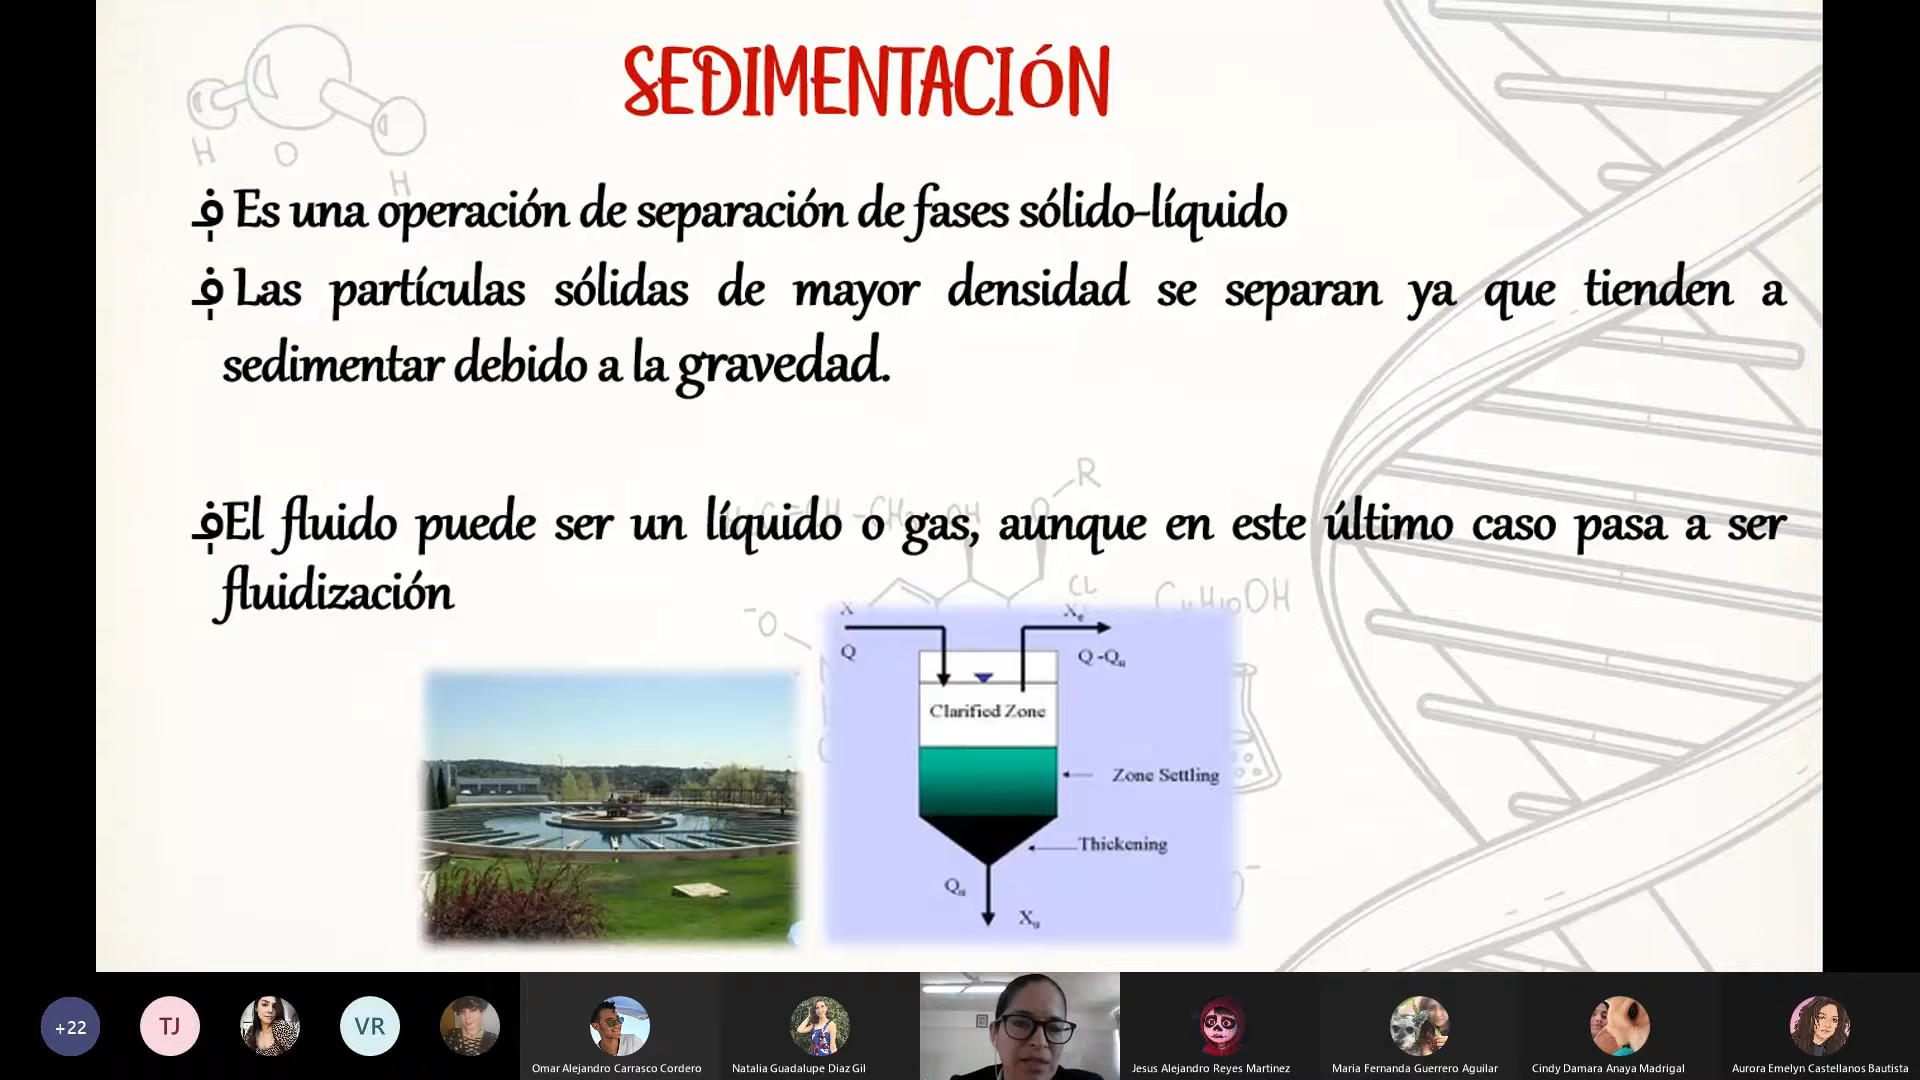 SEDIMENTACIÓN
H
O
H
Es una operación de separación de fases sólido-líquido
Las partículas sólidas de mayor densidad se separan ya que tienden a
sedimentar debido a la gravedad.
R
El fluido puede ser un líquido o gas, aunque en este último caso pasa a ser
fluidización
CL
C4H10OH
O
X
Xe
Q
Q -Qu
Clarified Zone
Zone Settling
Thickening
Qu
Xu
+22
TJ
VR
Omar Alejandro Carrasco Cordero
Natalia Guadalupe Diaz Gil
Jesus Alejandro Reyes Martinez
Maria Fernanda Guerrero Aguilar
Cindy Damara Anaya Madrigal
Aurora Emelyn Castellanos Bautista